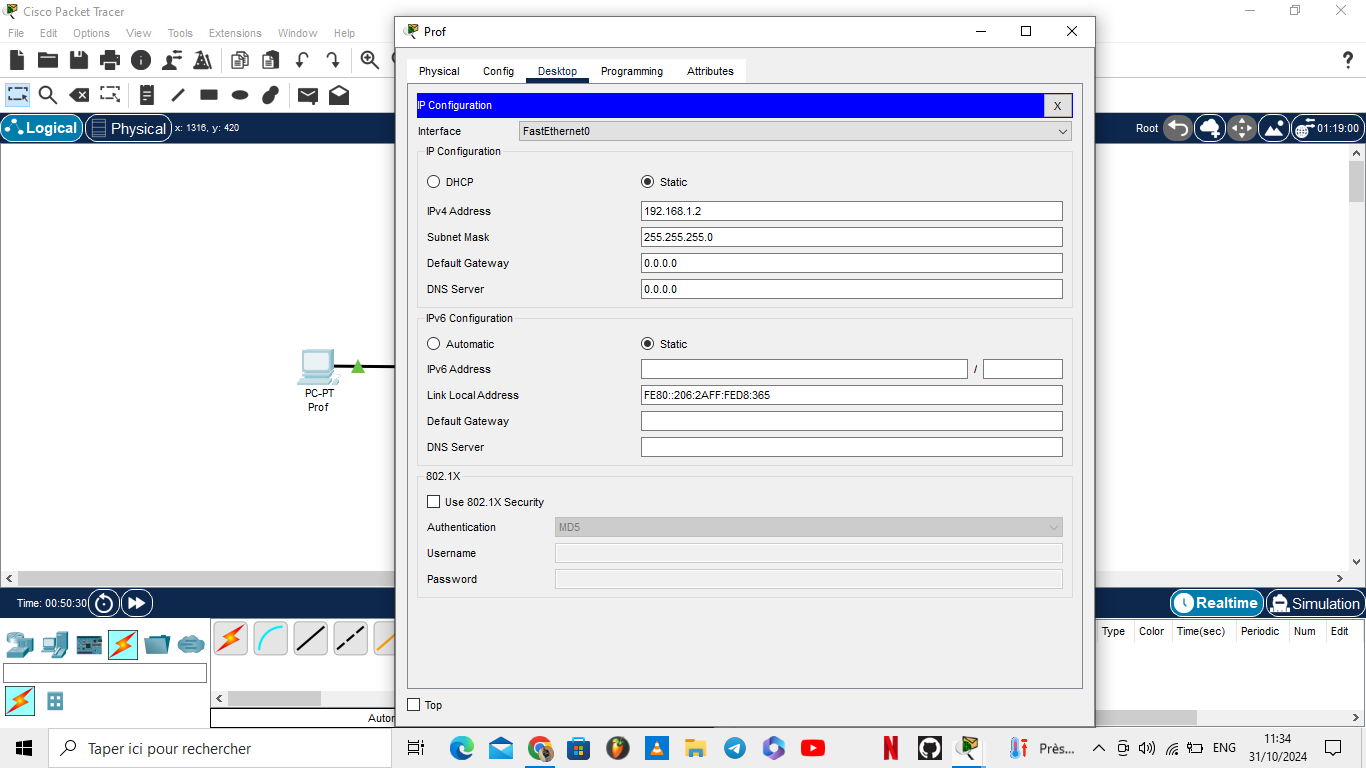 Cisco Packet Tracer
File Edit Options View Tools Extensions Window Help
Logical Physical x: 1316, y: 420
Root 01:19:00
PC-PT
Prof
Prof
Physical Config Desktop Programming Attributes
IP Configuration X
Interface FastEthernet0
IP Configuration
DHCP Static
IPv4 Address 192.168.1.2
Subnet Mask 255.255.255.0
Default Gateway 0.0.0.0
DNS Server 0.0.0.0
IPv6 Configuration
Automatic Static
IPv6 Address /
Link Local Address FE80::206:2AFF:FED8:365
Default Gateway
DNS Server
802.1X
Use 802.1X Security
Authentication MD5
Username
Password
Top
Time: 00:50:30
Realtime Simulation
Type Color Time(sec) Periodic Num Edit
Autor
Taper ici pour rechercher
Près... ENG 11:34
31/10/2024